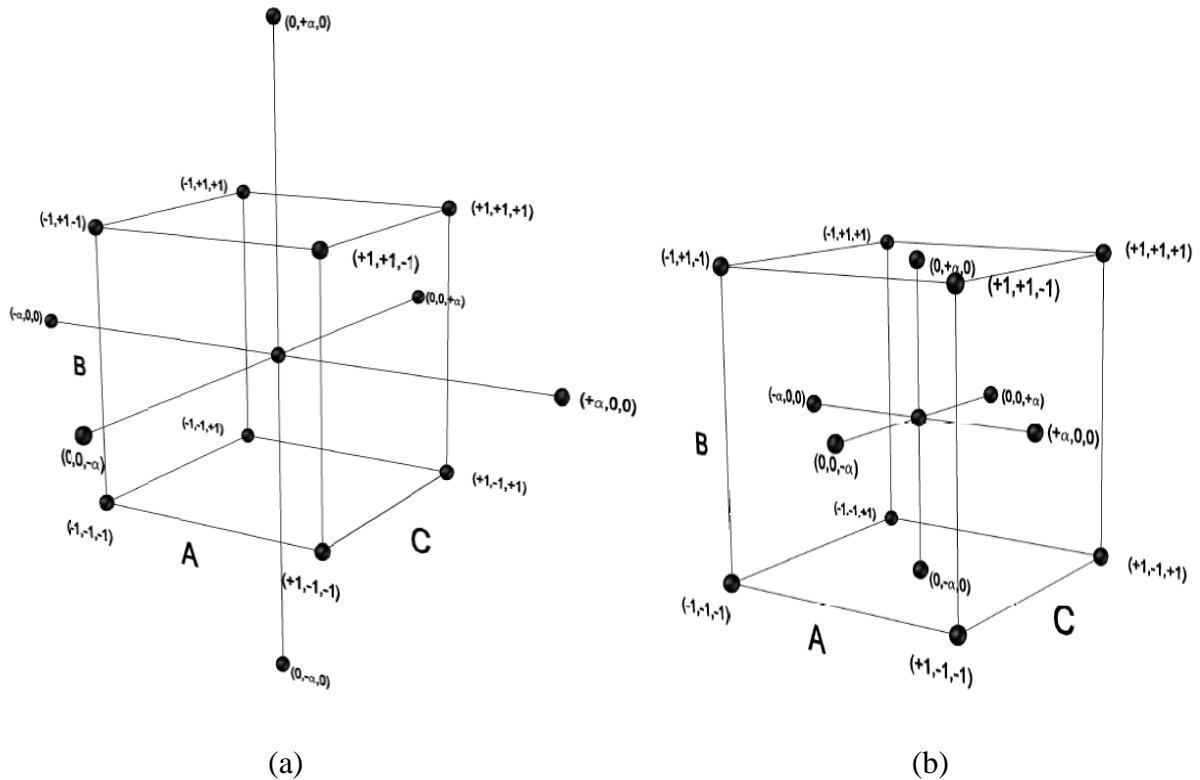 (0,+α,0)
(-1,+1,+1)
(-1,+1-1)
(+1,+1,+1)
(+1,+1,-1)
(0,0,+α)
(-α,0,0)
B
(+α,0,0)
(0,0,-α)
(-1,-1,+1)
(+1,-1,+1)
(-1,-1,-1)
A
C
(+1,-1,-1)
(0,-α,0)
(a)
(-1,+1,+1)
(-1,+1,-1)
(0,+α,0)
(+1,+1,+1)
(+1,+1,-1)
(-α,0,0)
(0,0,+α)
(+α,0,0)
B
(0,0,-α)
(-1,-1,+1)
(0,-α,0)
(+1,-1,+1)
(-1,-1,-1)
A
C
(+1,-1,-1)
(b)